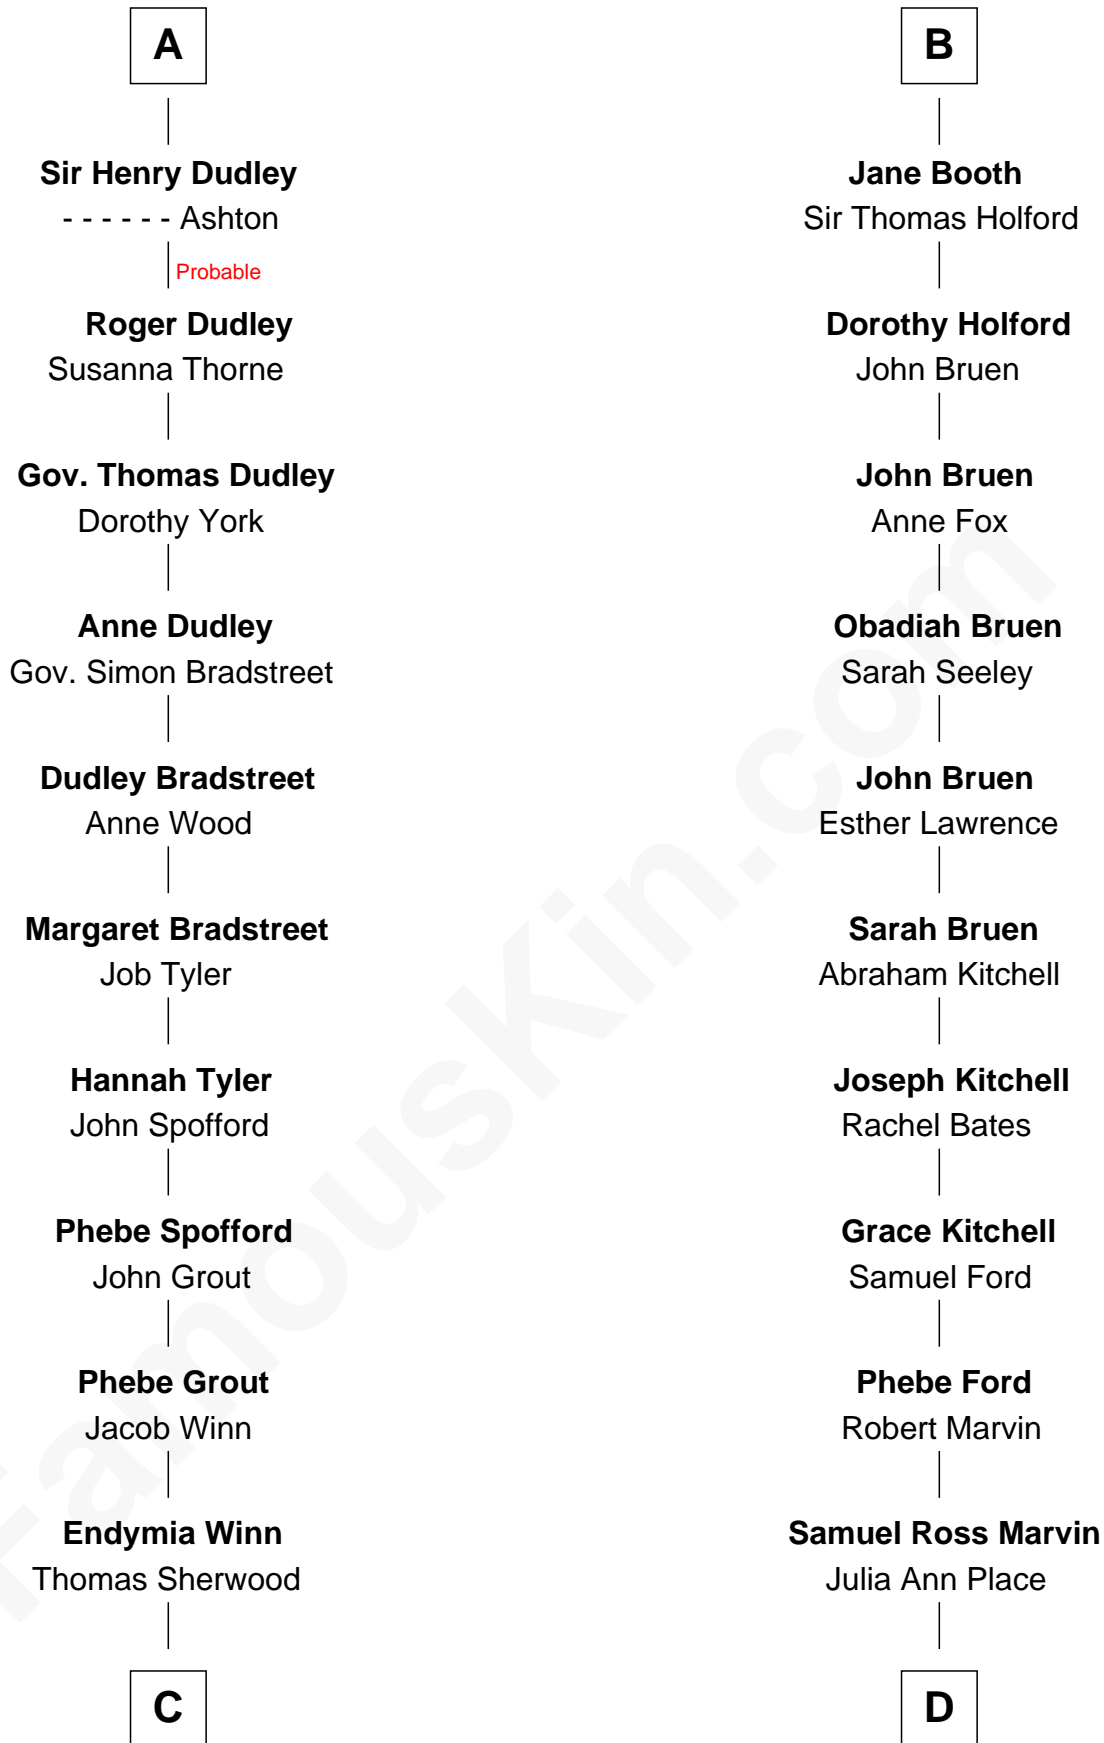 A
Sir Henry Dudley
- - - - - - Ashton
Probable
Roger Dudley
Susanna Thorne
Gov. Thomas Dudley
Dorothy York
Anne Dudley
Gov. Simon Bradstreet
Dudley Bradstreet
Anne Wood
Margaret Bradstreet
Job Tyler
Hannah Tyler
John Spofford
Phebe Spofford
John Grout
Phebe Grout
Jacob Winn
Endymia Winn
Thomas Sherwood
C
B
Jane Booth
Sir Thomas Holford
Dorothy Holford
John Bruen
John Bruen
Anne Fox
Obadiah Bruen
Sarah Seeley
John Bruen
Esther Lawrence
Sarah Bruen
Abraham Kitchell
Joseph Kitchell
Rachel Bates
Grace Kitchell
Samuel Ford
Phebe Ford
Robert Marvin
Samuel Ross Marvin
Julia Ann Place
D
FamousKin.com